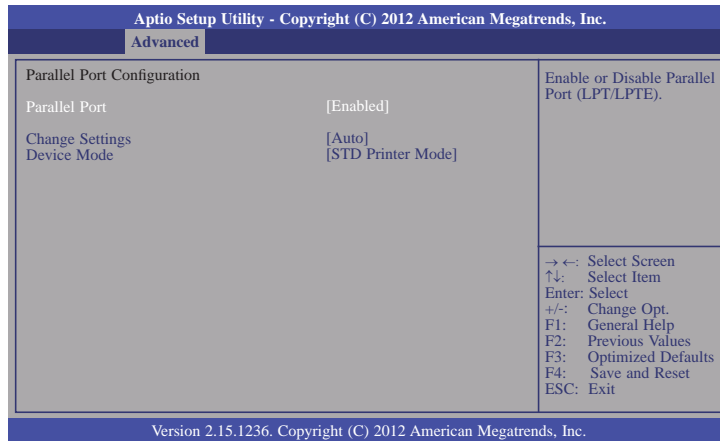 Aptio Setup Utility - Copyright (C) 2012 American Megatrends, Inc.
Advanced
Parallel Port Configuration
Parallel Port [Enabled]
Change Settings [Auto]
Device Mode [STD Printer Mode]
Enable or Disable Parallel
Port (LPT/LPTE).
→ ←: Select Screen
↑↓: Select Item
Enter: Select
+/-: Change Opt.
F1: General Help
F2: Previous Values
F3: Optimized Defaults
F4: Save and Reset
ESC: Exit
Version 2.15.1236. Copyright (C) 2012 American Megatrends, Inc.